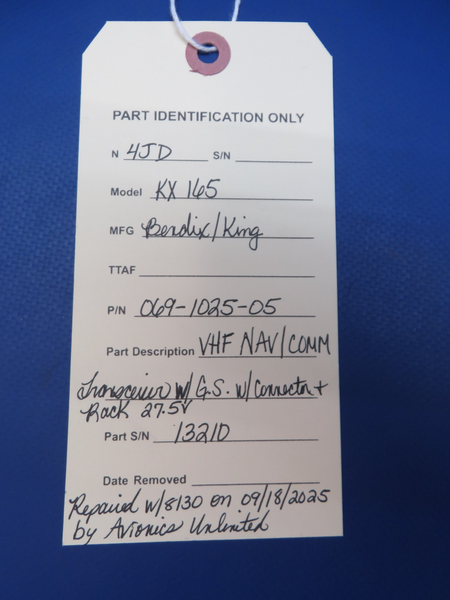 PART IDENTIFICATION ONLY
N 4JD S/N
Model KX 165
MFG Bendix/King
TTAF
P/N 069-1025-05
Part Description VHF NAV/COMM
Transceiver W/ G.S. W/ Connector +
Rack 27.5V
Part S/N 13210
Date Removed
Repaired W/8130 on 09/18/2025
by Avionics Unlimited